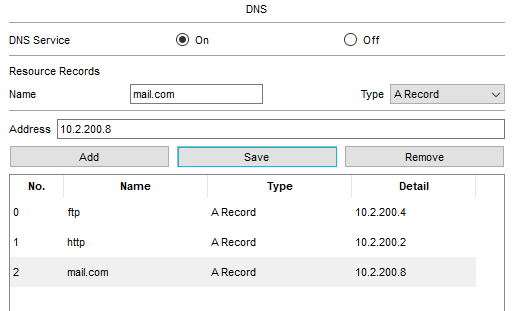 DNS
DNS Service On Off
Resource Records
Name mail.com Type A Record
Address 10.2.200.8
Add Save Remove
No. Name Type Detail
0 ftp A Record 10.2.200.4
1 http A Record 10.2.200.2
2 mail.com A Record 10.2.200.8